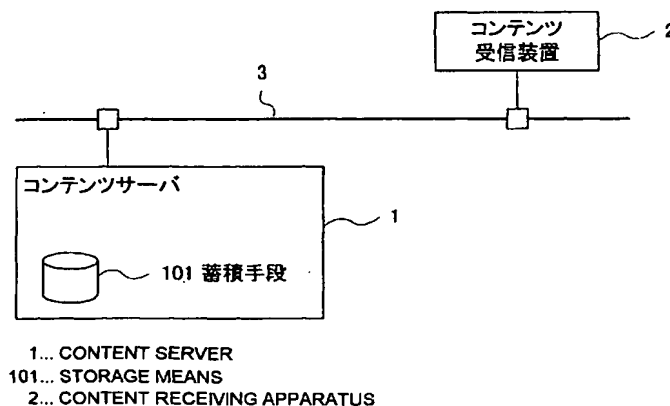 コンテンツ
受信装置
2
3
コンテンツサーバ
1
101 蓄積手段
1... CONTENT SERVER
101... STORAGE MEANS
2... CONTENT RECEIVING APPARATUS